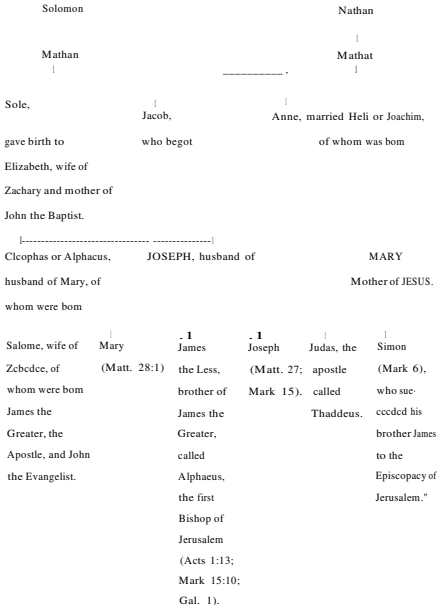 Solomon
Nathan
Mathan
Mathat
Sole,
gave birth to
Elizabeth, wife of
Zachary and mother of
John the Baptist.
Jacob,
who begot
Anne, married Heli or Joachim,
of whom was bom
Clcophas or Alphacus,
husband of Mary, of
whom were bom
JOSEPH, husband of
MARY
Mother of JESUS.
Salome, wife of
Zcbcdce, of
whom were bom
James the
Greater, the
Apostle, and John
the Evangelist.
Mary
(Matt. 28:1)
. 1
James
the Less,
brother of
James the
Greater,
called
Alphaeus,
the first
Bishop of
Jerusalem
(Acts 1:13;
Mark 15:10;
Gal. 1).
. 1
Joseph
(Matt. 27;
Mark 15).
Judas, the
apostle
called
Thaddeus.
Simon
(Mark 6),
who sue·
cccdcd his
brother James
to the
Episcopacy of
Jerusalem."